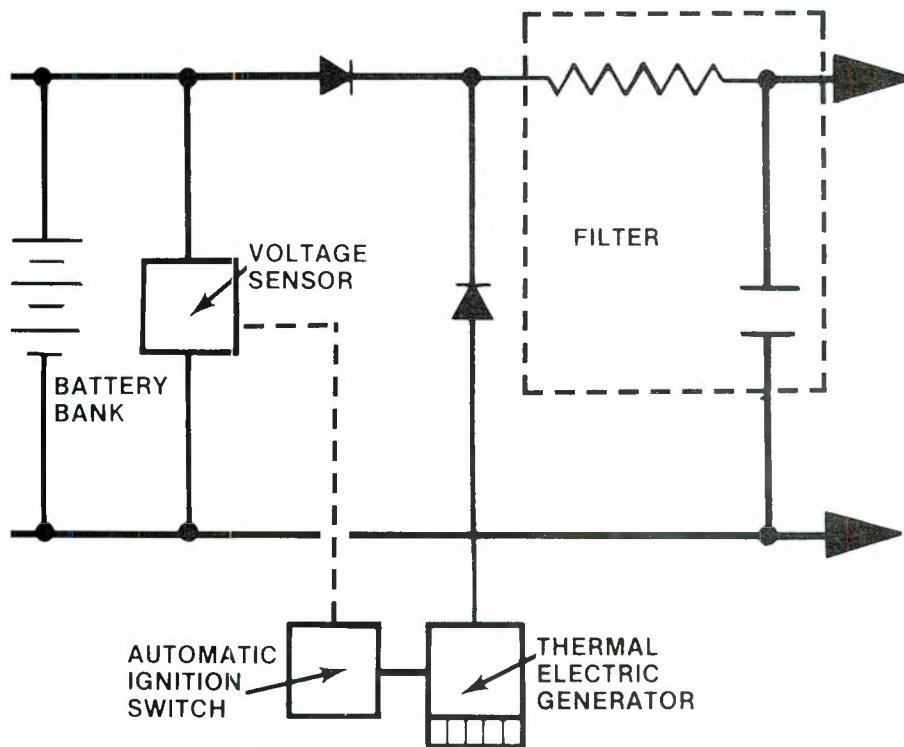 VOLTAGE
SENSOR
FILTER
BATTERY
BANK
AUTOMATIC
IGNITION
SWITCH
THERMAL
ELECTRIC
GENERATOR